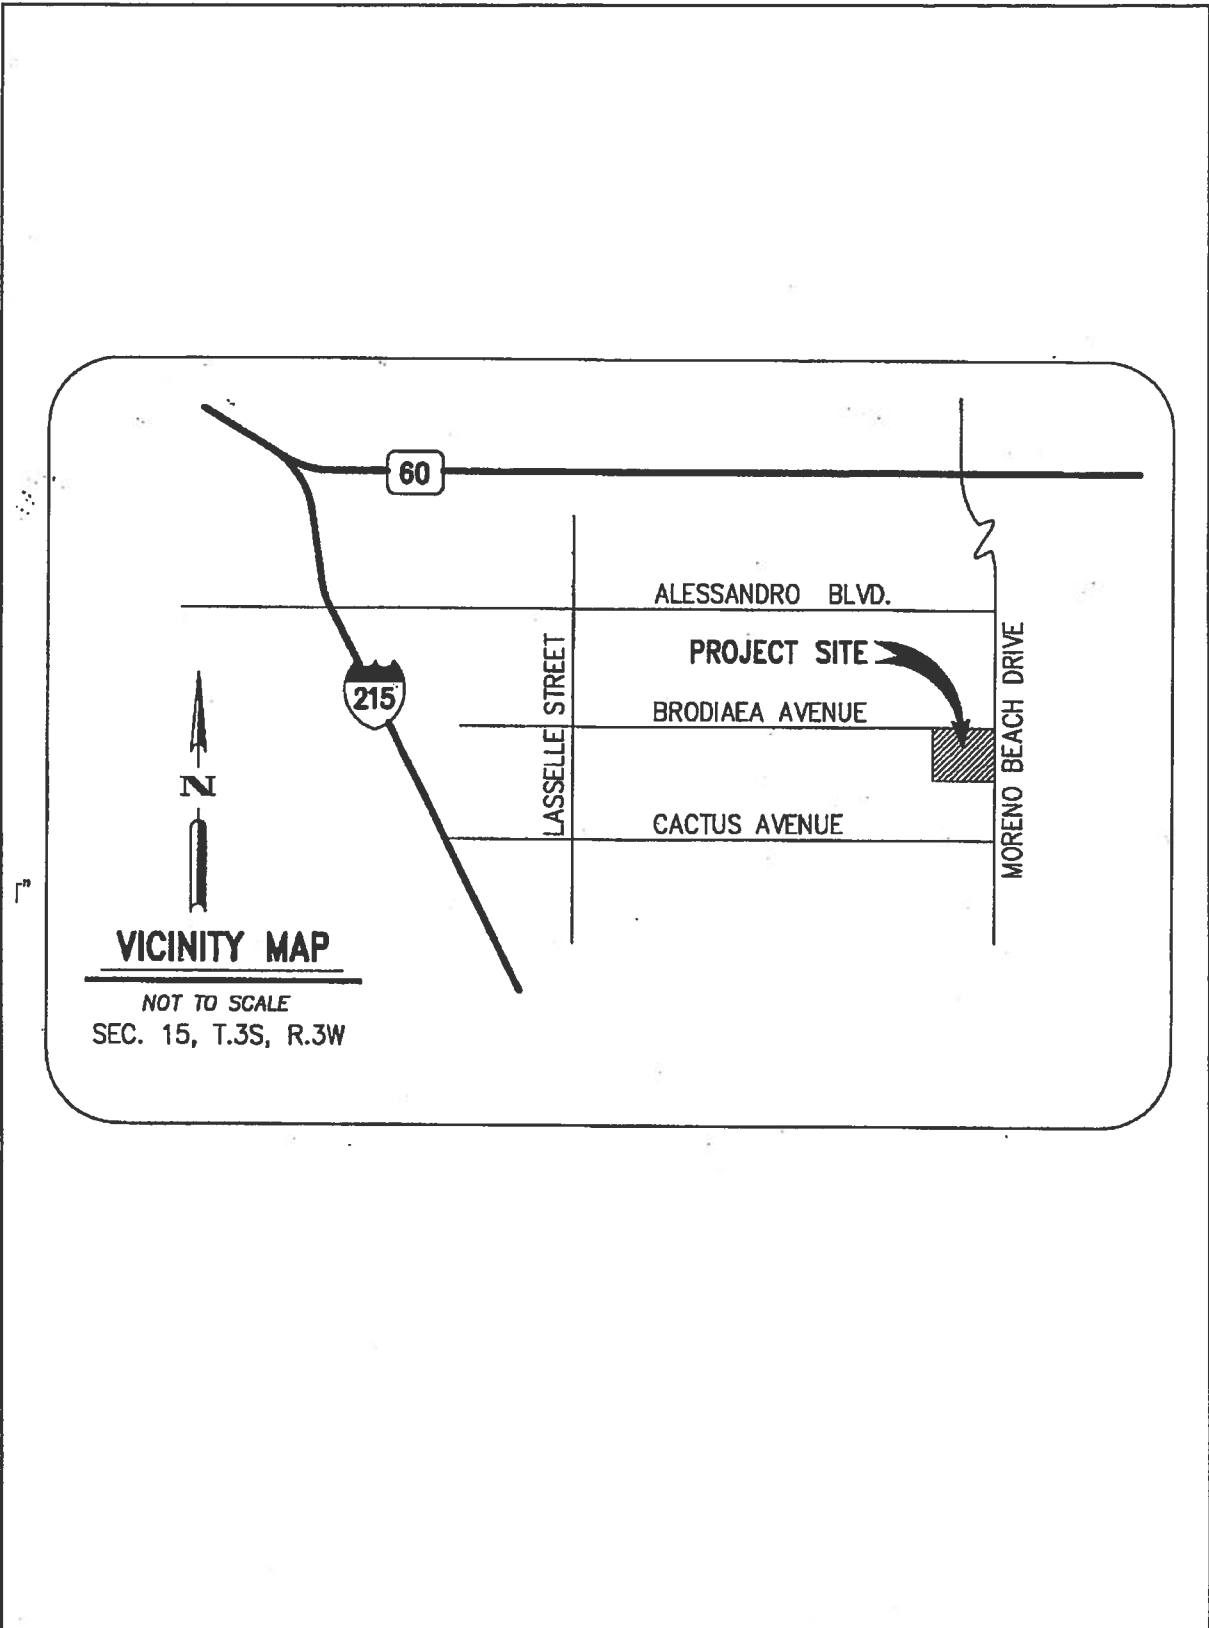 60
ALESSANDRO BLVD.
PROJECT SITE
215
BRODIAEA AVENUE
LASSELLE STREET
MORENO BEACH DRIVE
N
CACTUS AVENUE
VICINITY MAP
NOT TO SCALE
SEC. 15, T.3S, R.3W